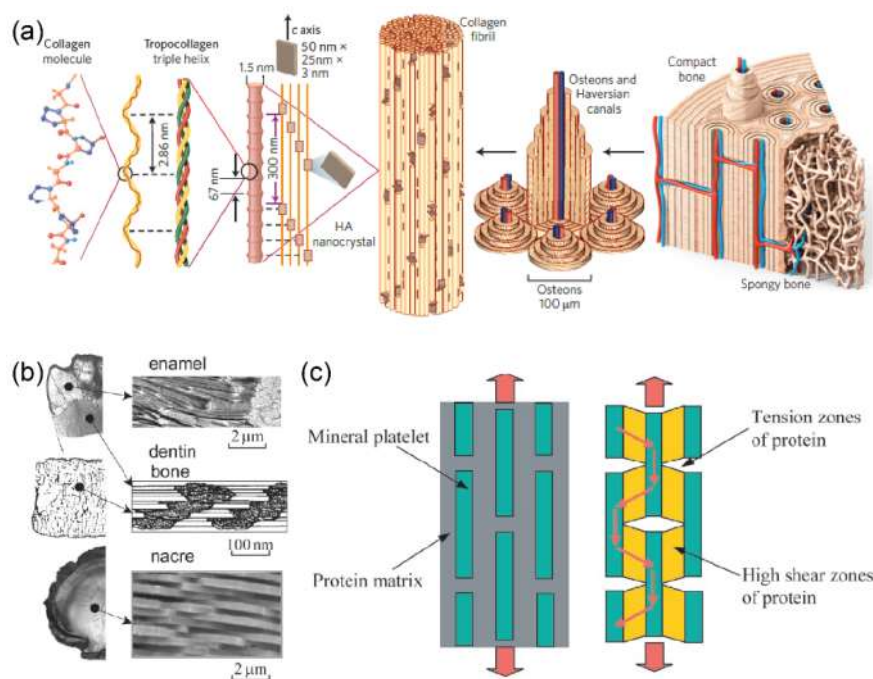 (a)
Collagen
molecule
Tropocollagen
triple helix
c axis
50 nm ×
25nm ×
3 nm
1.5 nm
2.86 nm
67 nm
300 nm
HA
nanocrystal
Collagen
fibril
Osteons and
Haversian
canals
Osteons
100 μm
Compact
bone
Spongy bone
(b)
enamel
2 μm
dentin
bone
100 nm
nacre
2 μm
(c)
Mineral platelet
Protein matrix
Tension zones
of protein
High shear zones
of protein